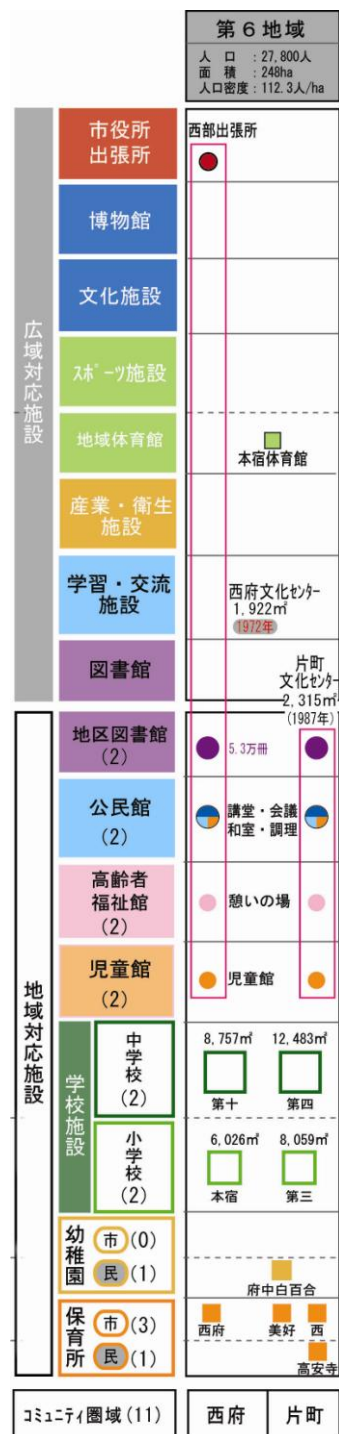 第6地域
人口:27,800人
面積:248ha
人口密度:112.3人/ha
広域対応施設
市役所
出張所
西部出張所
博物館
文化施設
スポーツ施設
地域体育館
本宿体育館
産業・衛生
施設
学習・交流
施設
西府文化センター
1,922㎡
1972年
図書館
片町
文化センター
2,315㎡
(1987年)
地域対応施設
地区図書館
(2)
5.3万冊
公民館
(2)
講堂・会議
和室・調理
高齢者
福祉館
(2)
憩いの場
児童館
(2)
児童館
学校施設
中学校
(2)
8,757㎡ 12,483㎡
第十 第四
小学校
(2)
6,026㎡ 8,059㎡
本宿 第三
幼稚園
市(0)
民(1)
府中白百合
保育所
市(3)
西府 美好 西
民(1)
高安寺
コミュニティ圏域(11) 西府 片町